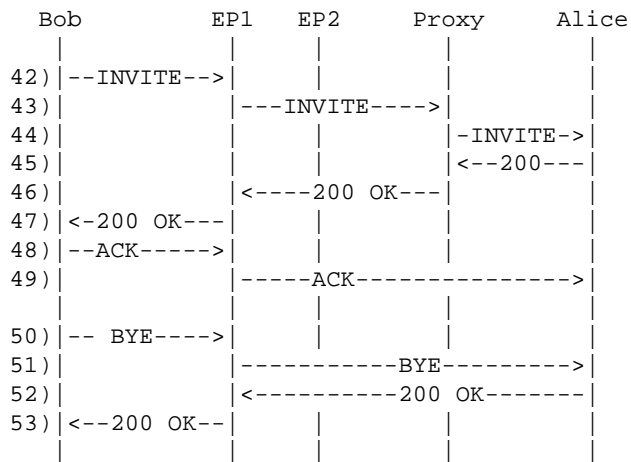 Bob EP1 EP2 Proxy Alice
| | | | |
42)|--INVITE-->| | | |
43)| |---INVITE---->| |
44)| | | |-INVITE->|
45)| | | |<--200---|
46)| |<----200 OK---| |
47)|<-200 OK---| | | |
48)|--ACK----->| | | |
49)| |-----ACK--------------->|
| | | | |
50)|-- BYE---->| | | |
51)| |-----------BYE--------->|
52)| |<----------200 OK-------|
53)|<--200 OK--| | | |
| | | | |